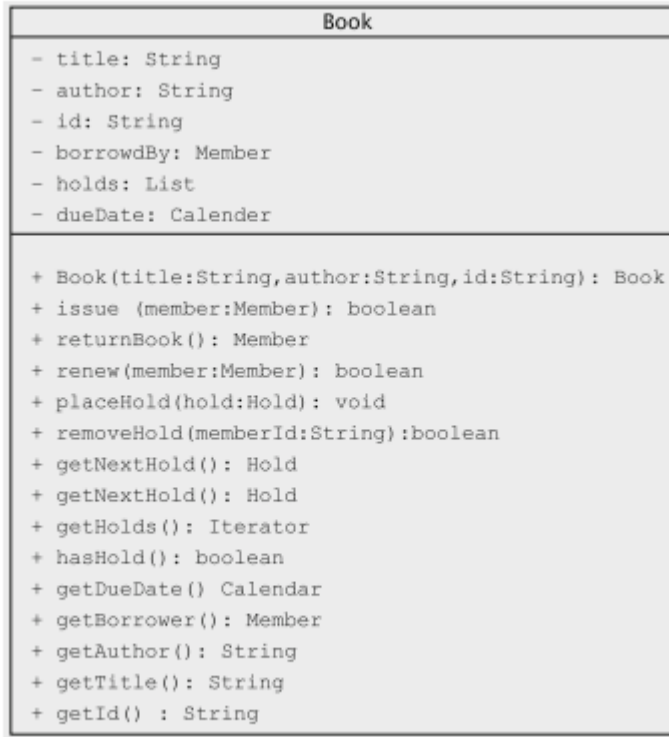 Book
- title: String
- author: String
- id: String
- borrowdBy: Member
- holds: List
- dueDate: Calender
+ Book(title:String,author:String,id:String): Book
+ issue (member:Member): boolean
+ returnBook(): Member
+ renew(member:Member): boolean
+ placeHold(hold:Hold): void
+ removeHold(memberId:String):boolean
+ getNextHold(): Hold
+ getNextHold(): Hold
+ getHolds(): Iterator
+ hasHold(): boolean
+ getDueDate() Calendar
+ getBorrower(): Member
+ getAuthor(): String
+ getTitle(): String
+ getId() : String